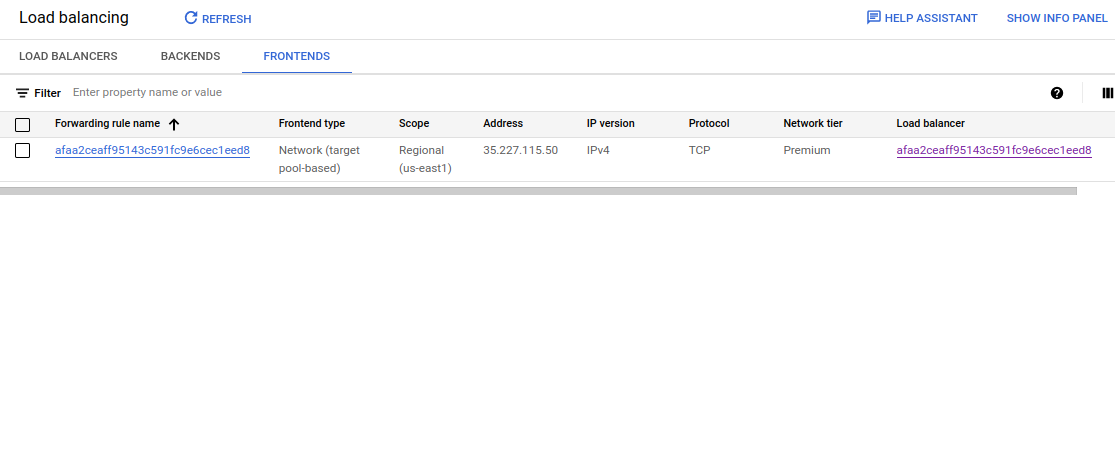 Load balancing REFRESH HELP ASSISTANT SHOW INFO PANEL
LOAD BALANCERS BACKENDS FRONTENDS
Filter Enter property name or value
Forwarding rule name Frontend type Scope Address IP version Protocol Network tier Load balancer
afaa2ceaff95143c591fc9e6cec1eed8 Network (target Regional 35.227.115.50 IPv4 TCP Premium afaa2ceaff95143c591fc9e6cec1eed8
pool-based) (us-east1)